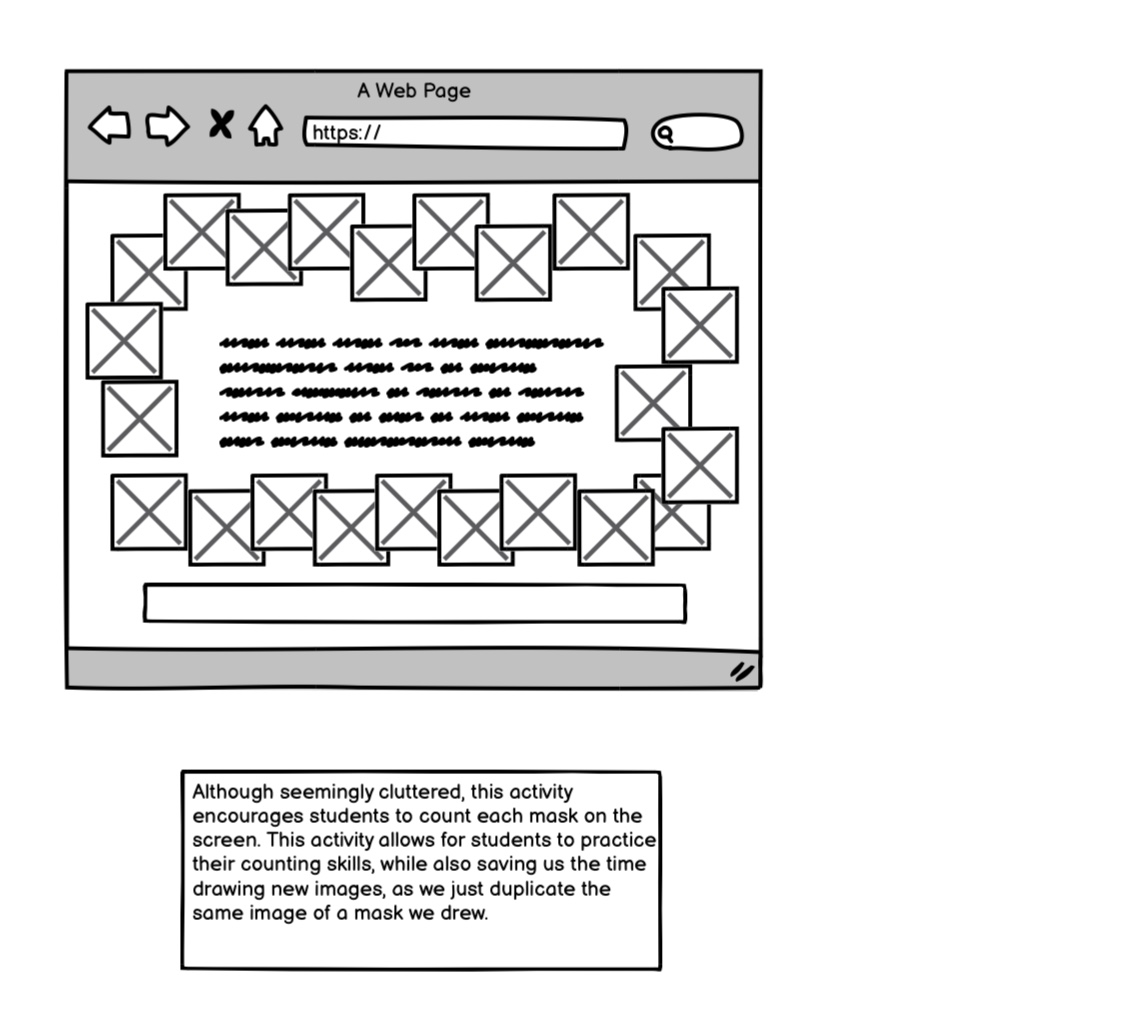 A Web Page
https://
Although seemingly cluttered, this activity
encourages students to count each mask on the
screen. This activity allows for students to practice
their counting skills, while also saving us the time
drawing new images, as we just duplicate the
same image of a mask we drew.